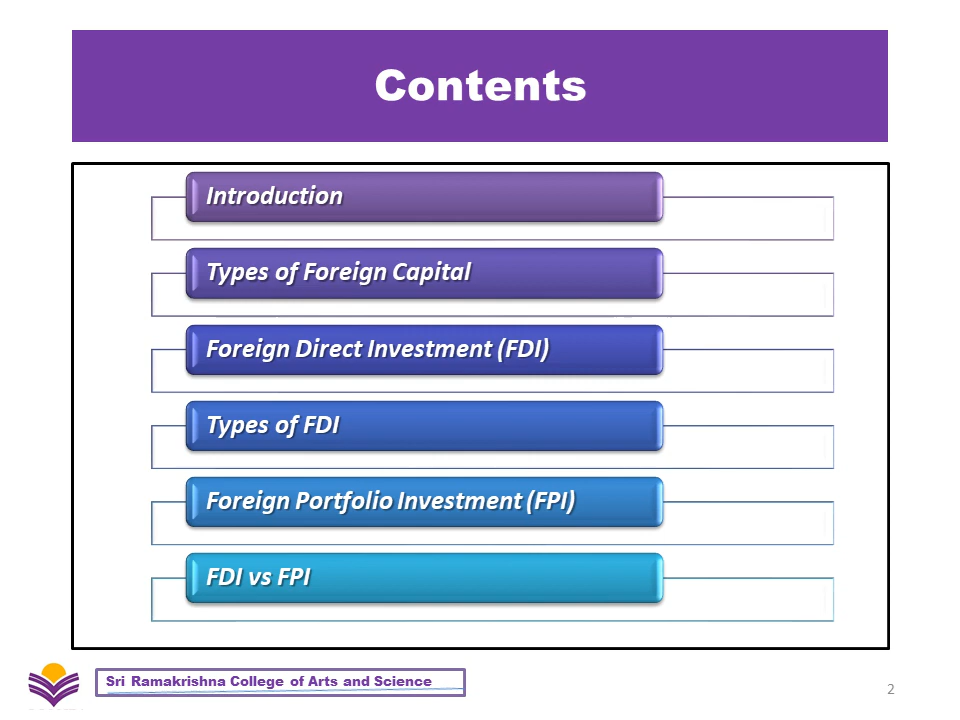 Contents
Introduction
Types of Foreign Capital
Foreign Direct Investment (FDI)
Types of FDI
Foreign Portfolio Investment (FPI)
FDI vs FPI
Sri Ramakrishna College of Arts and Science
2